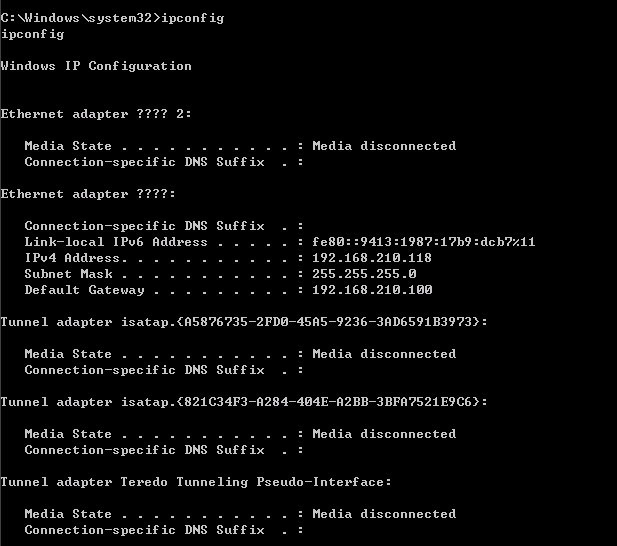 C:\Windows\system32>ipconfig
ipconfig
Windows IP Configuration
Ethernet adapter ???? 2:
Media State . . . . . . . . . . . : Media disconnected
Connection-specific DNS Suffix  . :
Ethernet adapter ????:
Connection-specific DNS Suffix  . :
Link-local IPv6 Address . . . . . : fe80::9413:1987:17b9:dcb7%11
IPv4 Address. . . . . . . . . . . : 192.168.210.118
Subnet Mask . . . . . . . . . . . : 255.255.255.0
Default Gateway . . . . . . . . . : 192.168.210.100
Tunnel adapter isatap.{A5876735-2FD0-45A5-9236-3AD6591B3973}:
Media State . . . . . . . . . . . : Media disconnected
Connection-specific DNS Suffix  . :
Tunnel adapter isatap.{821C34F3-A284-404E-A2BB-3BFA7521E9C6}:
Media State . . . . . . . . . . . : Media disconnected
Connection-specific DNS Suffix  . :
Tunnel adapter Teredo Tunneling Pseudo-Interface:
Media State . . . . . . . . . . . : Media disconnected
Connection-specific DNS Suffix  . :